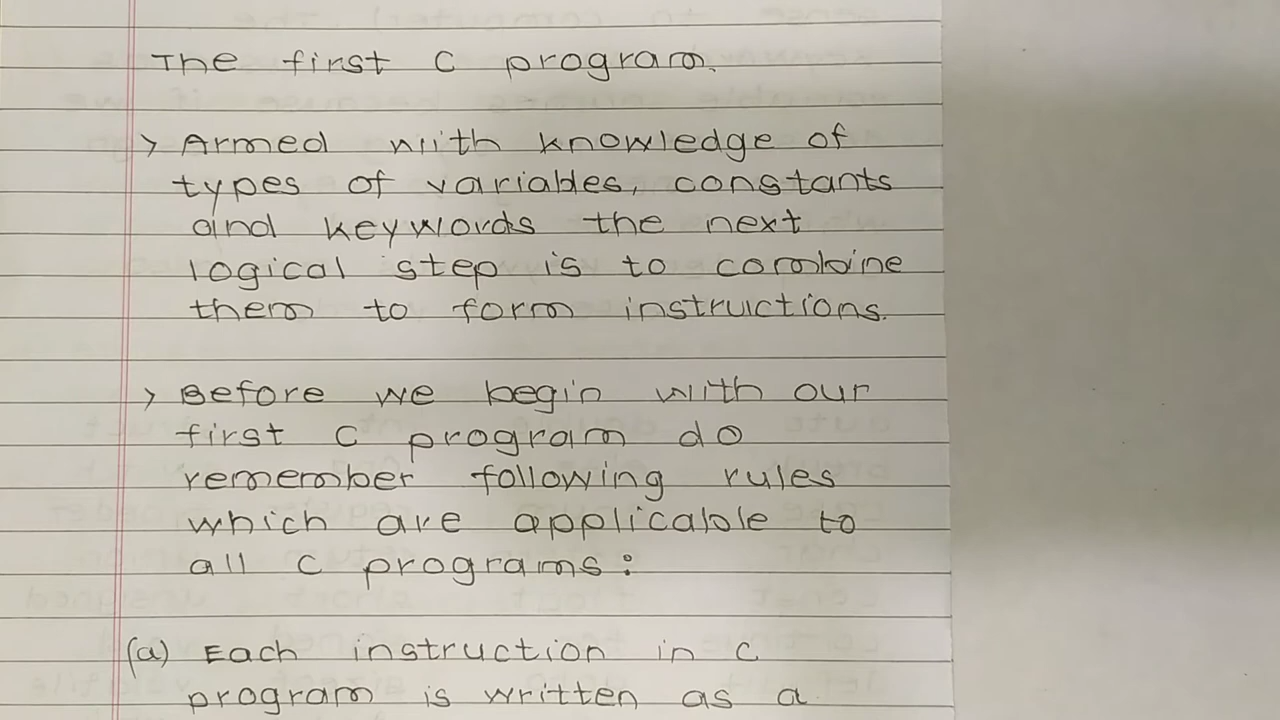 The first C program.
> Armed with knowledge of
types of variables, constants
and keywords the next
logical step is to combine
them to form instructions.
> Before we begin with our
first C program do
remember following rules
which are applicable to
all C programs:
(a) Each instruction in C
program is written as a